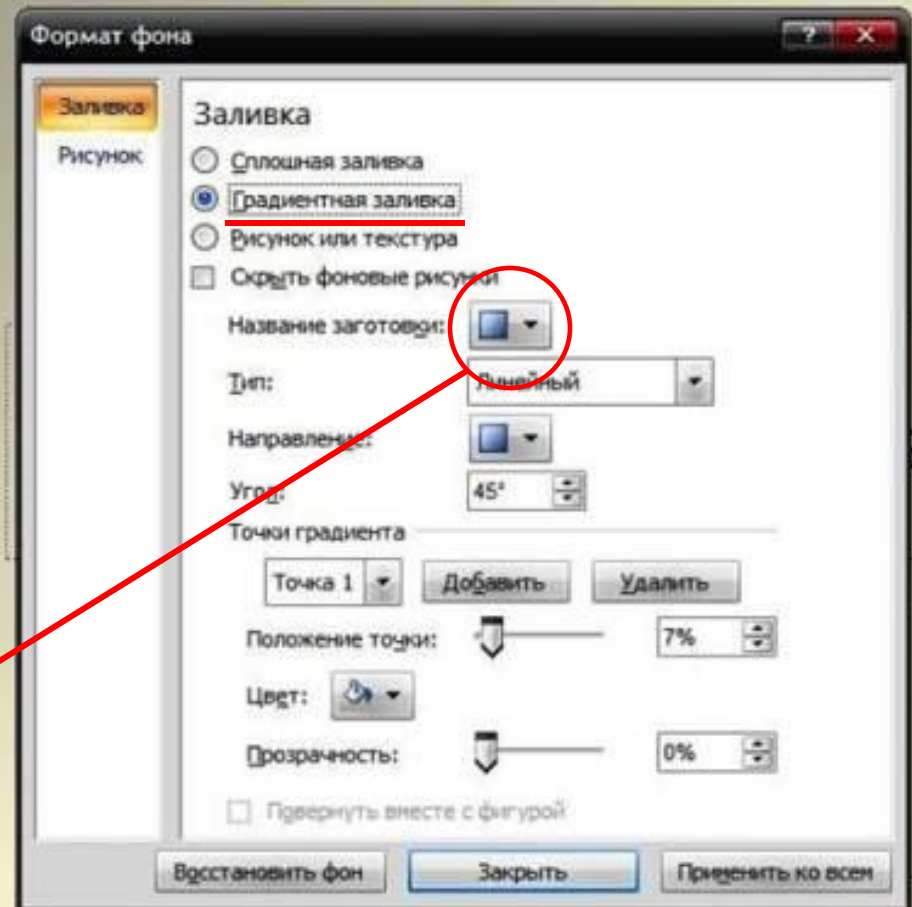 Формат фона
Заливка
Рисунок
Заливка
Сплошная заливка
Градиентная заливка
Рисунок или текстура
Скрыть фоновые рисунки
Название заготовки:
Тип: Линейный
Направление:
Угол: 45°
Точки градиента
Точка 1 Добавить Удалить
Положение точки: 7%
Цвет:
Прозрачность: 0%
Повернуть вместе с фигурой
Восстановить фон Закрыть Применить ко всем